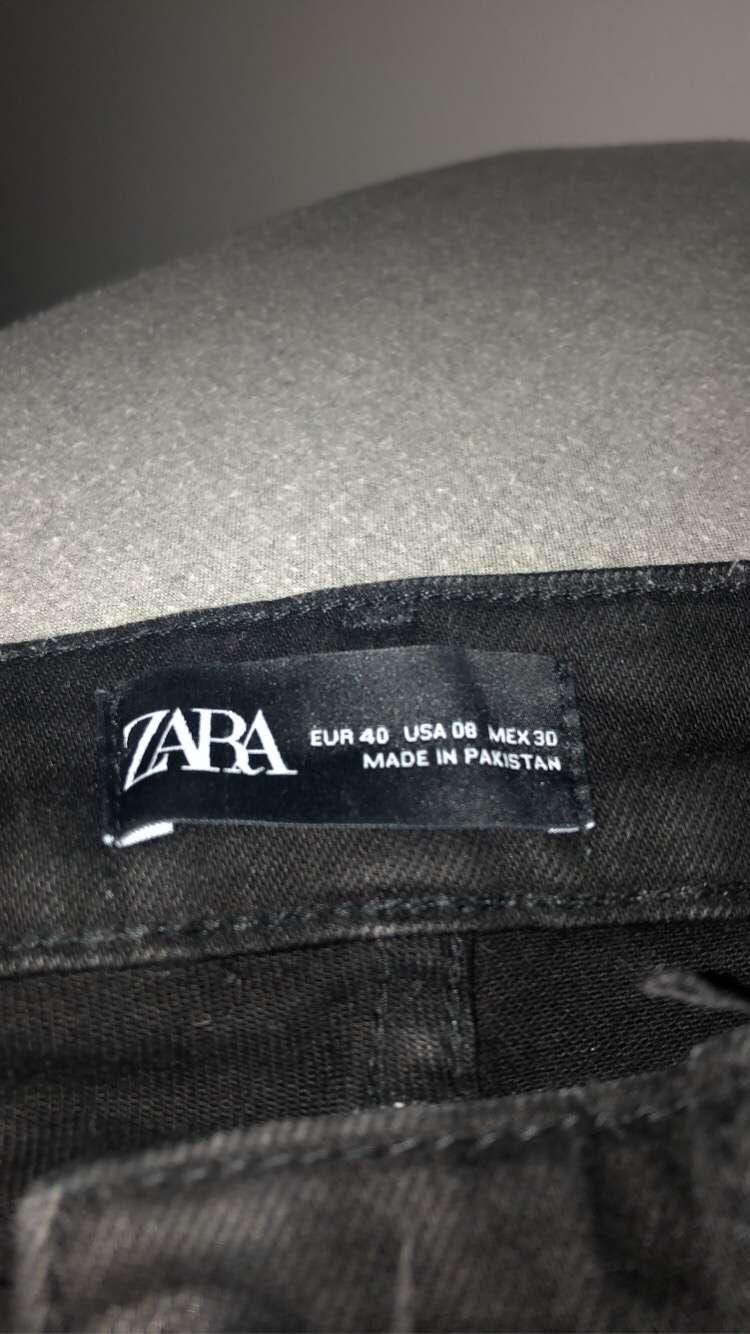 ZARA
EUR 40 USA 08 MEX 30
MADE IN PAKISTAN